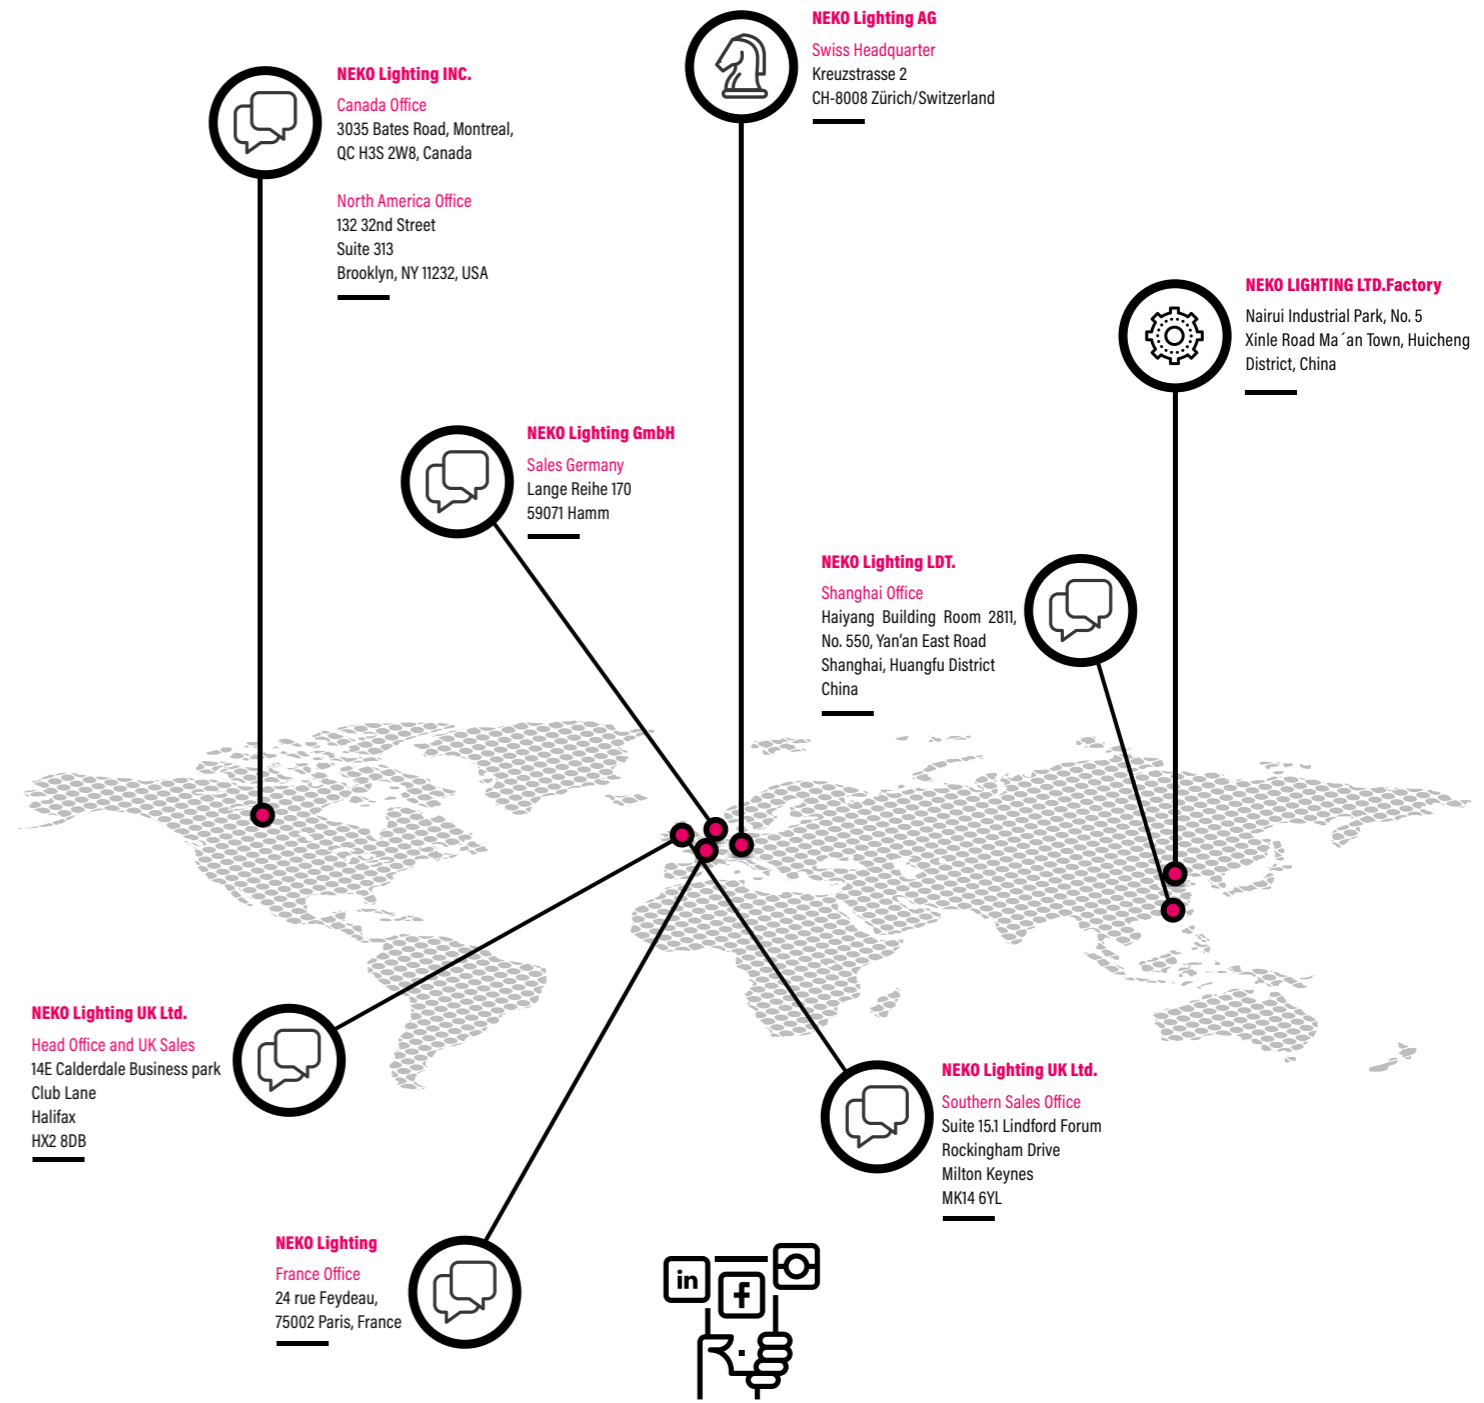 NEKO Lighting AG
Swiss Headquarter
Kreuzstrasse 2
CH-8008 Zürich/Switzerland
NEKO Lighting INC.
Canada Office
3035 Bates Road, Montreal,
QC H3S 2W8, Canada
North America Office
132 32nd Street
Suite 313
Brooklyn, NY 11232, USA
NEKO LIGHTING LTD.Factory
Nairui Industrial Park, No. 5
Xinle Road Ma´an Town, Huicheng
District, China
NEKO Lighting GmbH
Sales Germany
Lange Reihe 170
59071 Hamm
NEKO Lighting LDT.
Shanghai Office
Haiyang Building Room 2811,
No. 550, Yan'an East Road
Shanghai, Huangfu District
China
NEKO Lighting UK Ltd.
Head Office and UK Sales
14E Calderdale Business park
Club Lane
Halifax
HX2 8DB
NEKO Lighting UK Ltd.
Southern Sales Office
Suite 15.1 Lindford Forum
Rockingham Drive
Milton Keynes
MK14 6YL
NEKO Lighting
France Office
24 rue Feydeau,
75002 Paris, France
in
f